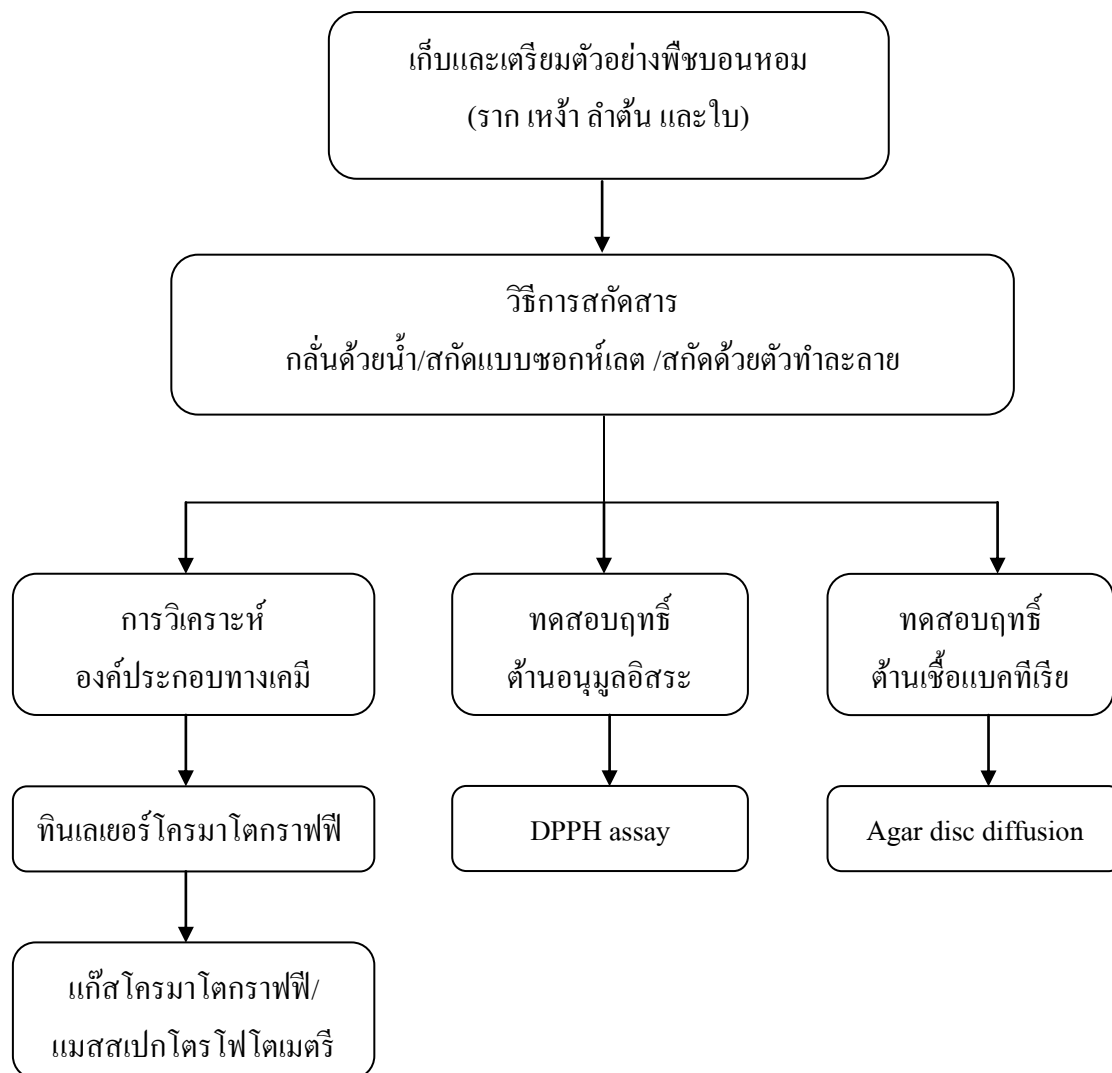 เก็บและเตรียมตัวอย่างพืชบอนหอม
(ราก เหง้า ลำต้น และใบ)
วิธีการสกัดสาร
กลั่นด้วยน้ำ/สกัดแบบซอกห์เลต /สกัดด้วยตัวทำละลาย
การวิเคราะห์
องค์ประกอบทางเคมี
ทดสอบฤทธิ์
ต้านอนุมูลอิสระ
ทดสอบฤทธิ์
ต้านเชื้อแบคทีเรีย
ทินเลเยอร์โครมาโตกราฟฟี
DPPH assay
Agar disc diffusion
แก๊สโครมาโตกราฟฟี/
แมสสเปกโตรโฟโตเมตรี